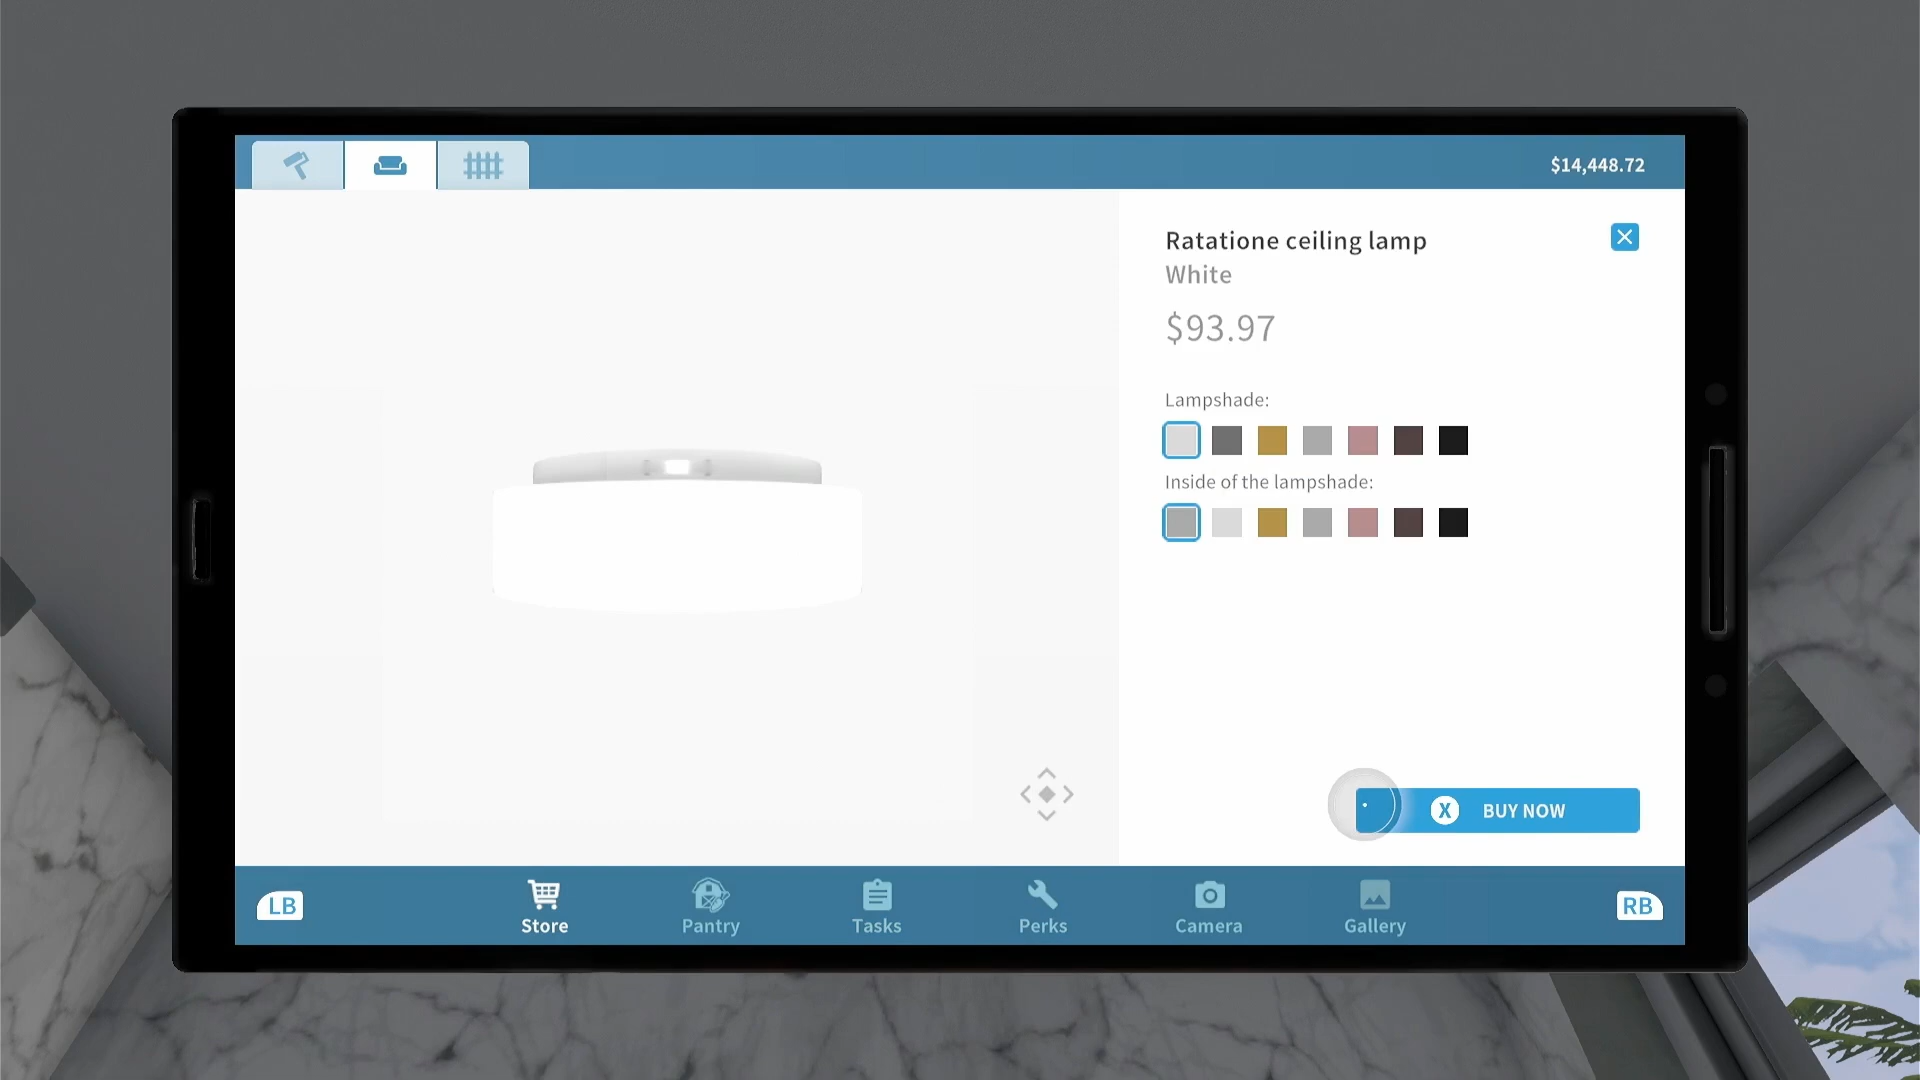 $14,448.72
Ratatione ceiling lamp
White
$93.97
Lampshade:
Inside of the lampshade:
X BUY NOW
LB
Store
Pantry
Tasks
Perks
Camera
Gallery
RB